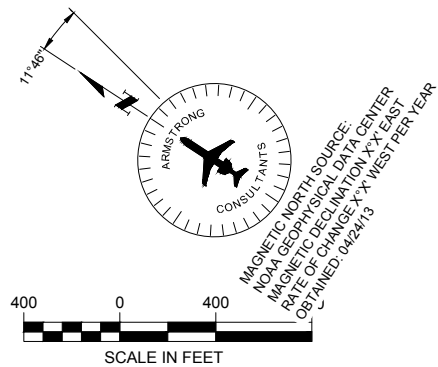 11°46"
N
ARMSTRONG
CONSULTANTS
MAGNETIC NORTH SOURCE:
NOAA GEOPHYSICAL DATA CENTER
MAGNETIC DECLINATION X°X' EAST
RATE OF CHANGE X°X' WEST PER YEAR
OBTAINED: 04/24/13
400 0 400
SCALE IN FEET